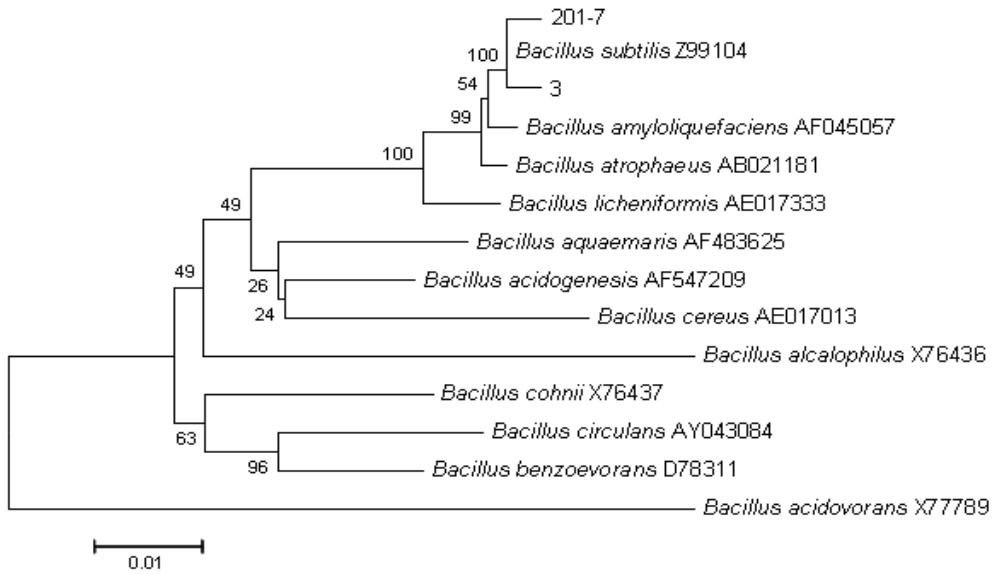 201-7
100
Bacillus subtilis Z99104
54
3
99
Bacillus amyloliquefaciens AF045057
100
Bacillus atrophaeus AB021181
49
Bacillus licheniformis AE017333
Bacillus aquaemaris AF483625
49
26
Bacillus acidogenesis AF547209
24
Bacillus cereus AE017013
Bacillus alcalophilus X76436
Bacillus cohnii X76437
63
Bacillus circulans AY043084
96
Bacillus benzoevorans D78311
Bacillus acidovorans X77789
0.01